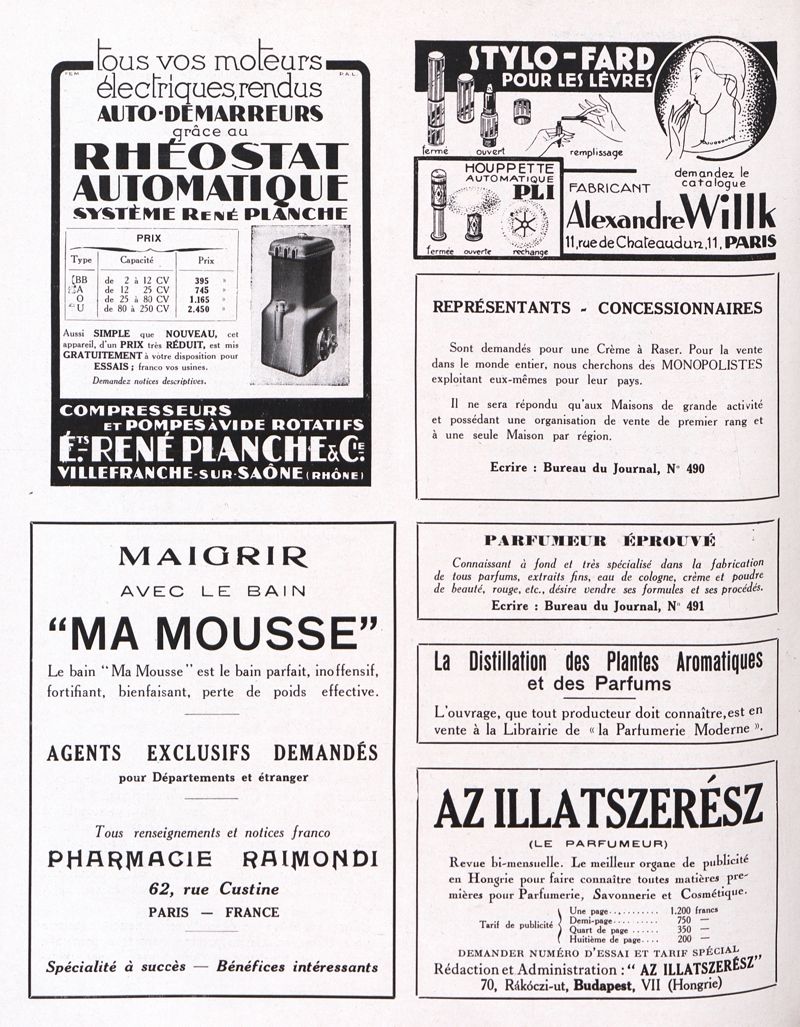 tous vos moteurs
électriques, rendus
AUTO-DÉMARREURS
grâce au
RHÉOSTAT
AUTOMATIQUE
SYSTÈME RENÉ PLANCHE
PRIX
Type Capacité Prix
BB de 2 à 12 CV 395 »
A de 12 25 CV 745 »
O de 25 à 80 CV 1.165 »
U de 80 à 250 CV 2.450 »
Aussi SIMPLE que NOUVEAU, cet
appareil, d'un PRIX très RÉDUIT, est mis
GRATUITEMENT à votre disposition pour
ESSAIS ; franco vos usines.
Demandez notices descriptives.
COMPRESSEURS
ET POMPES À VIDE ROTATIFS
ÉTS RENÉ PLANCHE & CIE
VILLEFRANCHE-SUR-SAÔNE (RHÔNE)
STYLO-FARD
POUR LES LÈVRES
fermé ouvert remplissage
HOUPPETTE
AUTOMATIQUE
PLI
fermée ouverte rechange
demandez le
catalogue
FABRICANT
Alexandre Willk
11, rue de Chateaudun, 11, PARIS
REPRÉSENTANTS - CONCESSIONNAIRES
Sont demandés pour une Crème à Raser. Pour la vente
dans le monde entier, nous cherchons des MONOPOLISTES
exploitant eux-mêmes pour leur pays.
Il ne sera répondu qu'aux Maisons de grande activité
et possédant une organisation de vente de premier rang et
à une seule Maison par région.
Ecrire : Bureau du Journal, N° 490
PARFUMEUR ÉPROUVÉ
Connaissant à fond et très spécialisé dans la fabrication
de tous parfums, extraits fins, eau de cologne, crème et poudre
de beauté, rouge, etc., désire vendre ses formules et ses procédés.
Ecrire : Bureau du Journal, N° 491
La Distillation des Plantes Aromatiques
et des Parfums
L'ouvrage, que tout producteur doit connaître, est en
vente à la Librairie de « la Parfumerie Moderne ».
MAIGRIR
AVEC LE BAIN
"MA MOUSSE"
Le bain "Ma Mousse" est le bain parfait, inoffensif,
fortifiant, bienfaisant, perte de poids effective.
AGENTS EXCLUSIFS DEMANDÉS
pour Départements et étranger
Tous renseignements et notices franco
PHARMACIE RAIMONDI
62, rue Custine
PARIS — FRANCE
Spécialité à succès — Bénéfices intéressants
AZ ILLATSZERÉSZ
(LE PARFUMEUR)
Revue bi-mensuelle. Le meilleur organe de publicité
en Hongrie pour faire connaître toutes matières pre-
mières pour Parfumerie, Savonnerie et Cosmétique.
Tarif de publicité
Une page......... 1.200 francs
Demi-page.......... 750 —
Quart de page ...... 350 —
Huitième de page.... 200 —
DEMANDER NUMÉRO D'ESSAI ET TARIF SPÉCIAL
Rédaction et Administration : "AZ ILLATSZERÉSZ"
70, Rákóczi-ut, Budapest, VII (Hongrie)